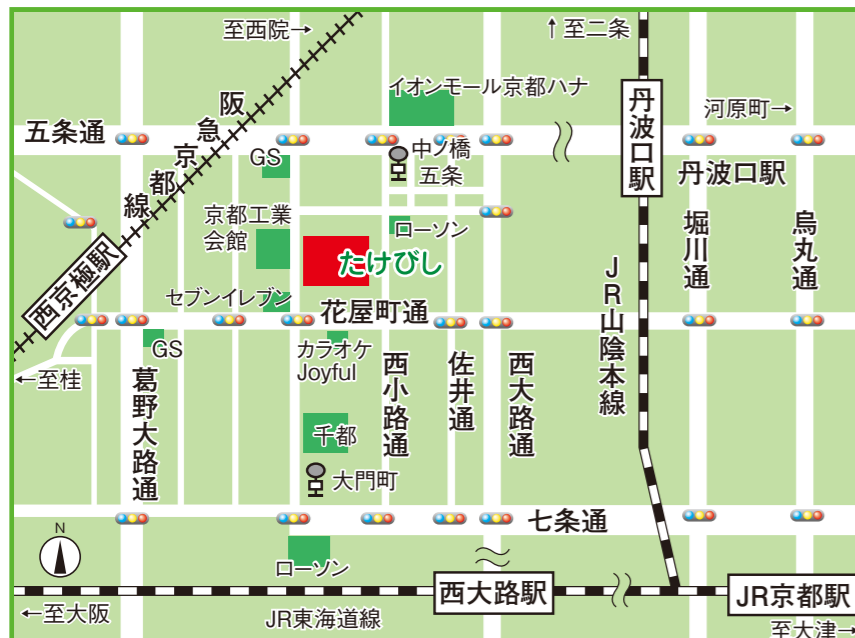 至西院→
↑至二条
イオンモール京都ハナ
河原町→
阪急京都線
五条通
GS
中ノ橋
五条
丹波口駅
丹波口駅
京都工業
会館
ローソン
たけびし
堀川通
烏丸通
西京極駅
セブンイレブン
花屋町通
JR山陰本線
GS
カラオケ
Joyful
←至桂
葛野大路通
西小路通
佐井通
西大路通
千都
大門町
七条通
N
ローソン
西大路駅
JR京都駅
←至大阪
JR東海道線
至大津→